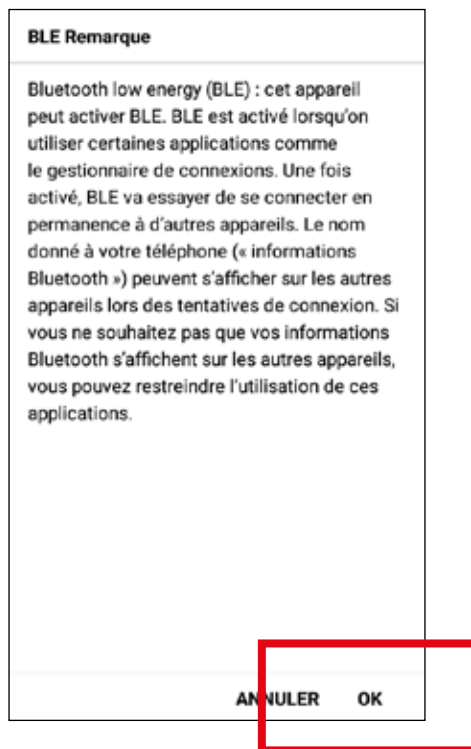 BLE Remarque
Bluetooth low energy (BLE) : cet appareil
peut activer BLE. BLE est activé lorsqu'on
utiliser certaines applications comme
le gestionnaire de connexions. Une fois
activé, BLE va essayer de se connecter en
permanence à d'autres appareils. Le nom
donné à votre téléphone (« informations
Bluetooth ») peuvent s'afficher sur les autres
appareils lors des tentatives de connexion. Si
vous ne souhaitez pas que vos informations
Bluetooth s'affichent sur les autres appareils,
vous pouvez restreindre l'utilisation de ces
applications.
ANNULER OK